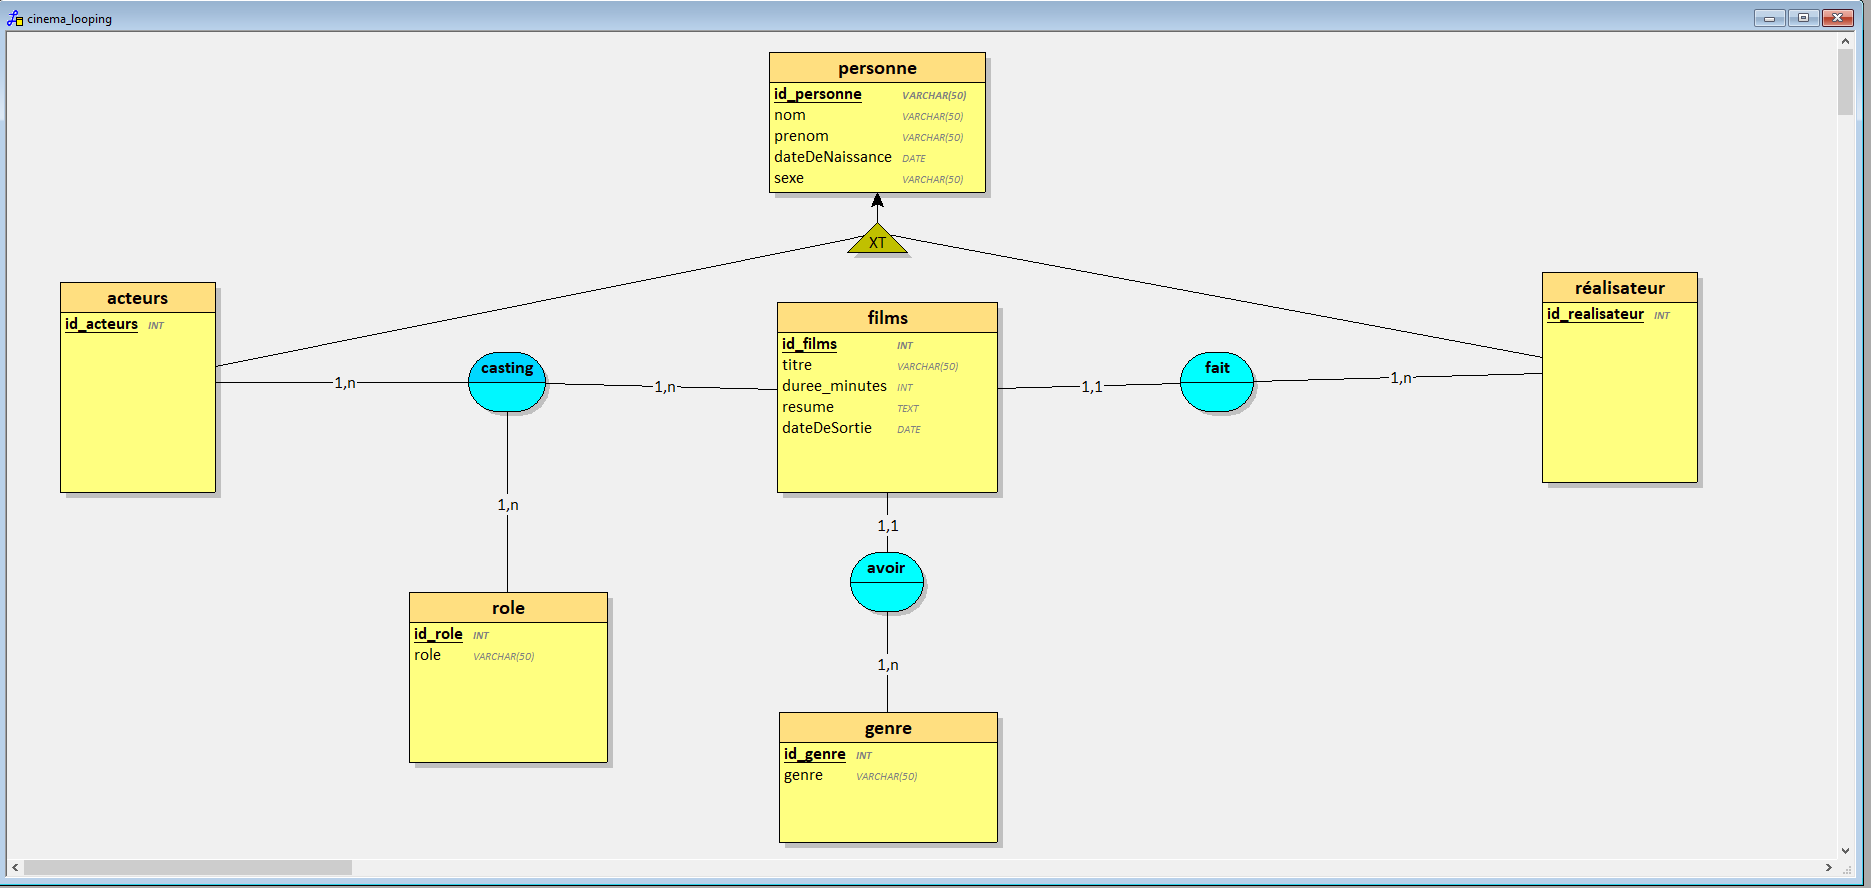 cinema_looping
personne
id_personne VARCHAR(50)
nom VARCHAR(50)
prenom VARCHAR(50)
dateDeNaissance DATE
sexe VARCHAR(50)
XT
acteurs
id_acteurs INT
réalisateur
id_realisateur INT
films
id_films INT
titre VARCHAR(50)
duree_minutes INT
resume TEXT
dateDeSortie DATE
casting
fait
1,n
1,n
1,1
1,n
1,n
1,1
avoir
1,n
role
id_role INT
role VARCHAR(50)
genre
id_genre INT
genre VARCHAR(50)